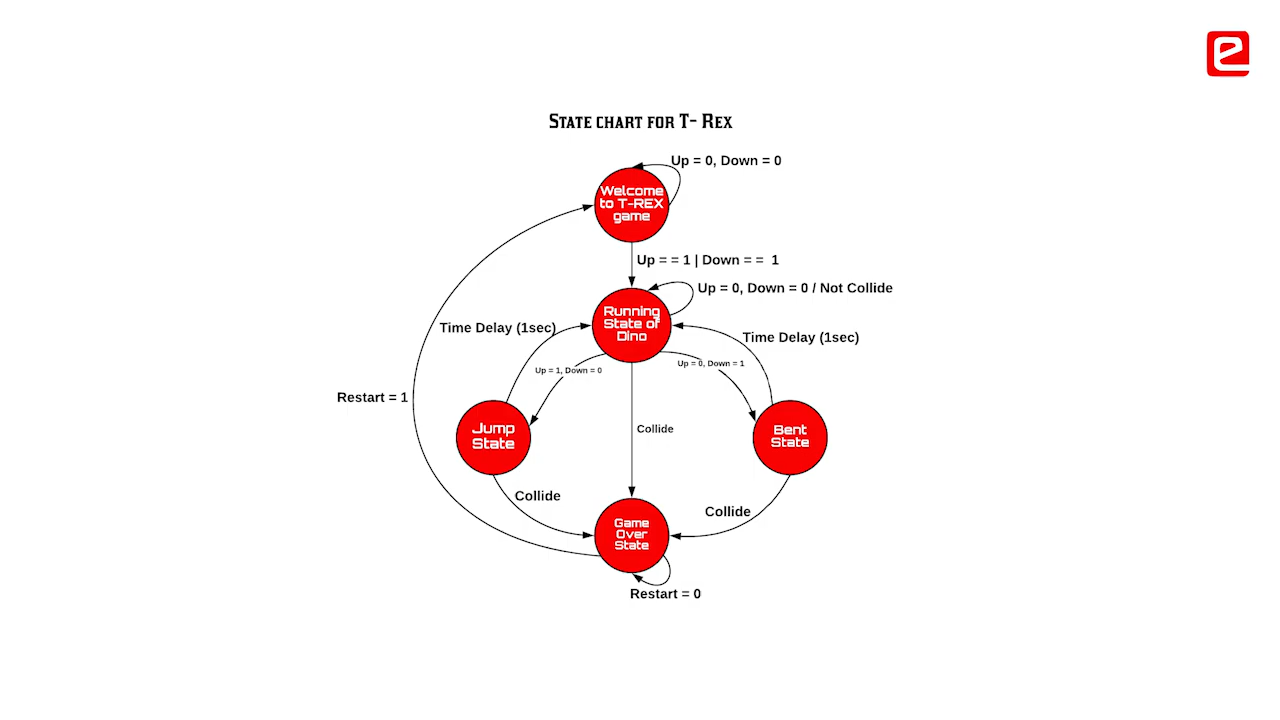 e
State chart for T- Rex
Up = 0, Down = 0
Welcome
to T-REX
game
Up = = 1 | Down = =  1
Up = 0, Down = 0 / Not Collide
Running
State of
Dino
Time Delay (1sec)
Time Delay (1sec)
Up = 1, Down = 0
Up = 0, Down = 1
Restart = 1
Jump
State
Collide
Bent
State
Collide
Collide
Game
Over
State
Restart = 0